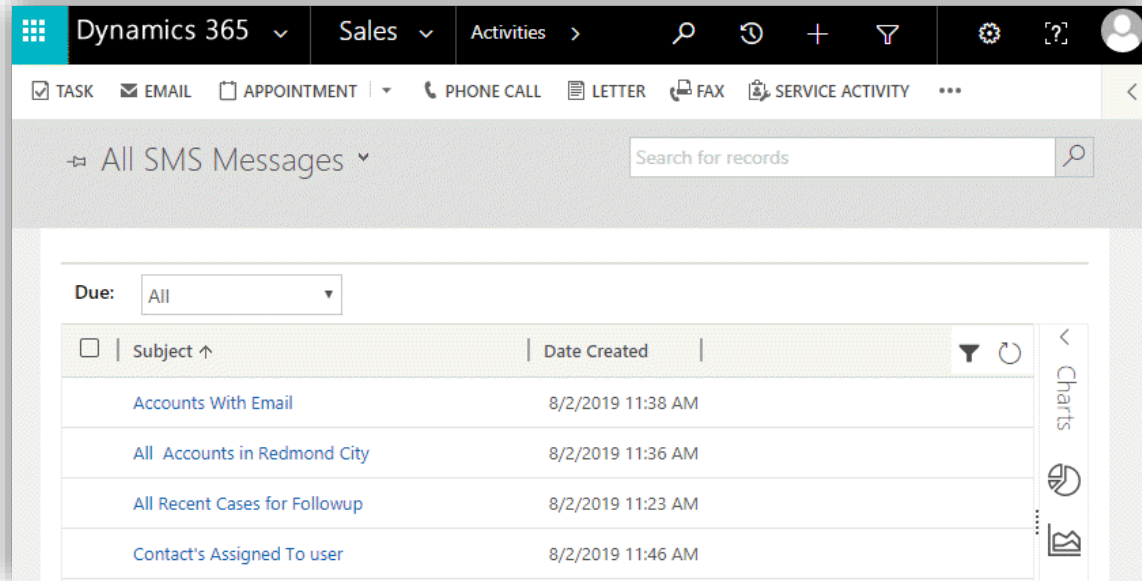 Dynamics 365 Sales Activities
TASK EMAIL APPOINTMENT PHONE CALL LETTER FAX SERVICE ACTIVITY
All SMS Messages Search for records
Due: All
Subject Date Created
Charts
Accounts With Email 8/2/2019 11:38 AM
All Accounts in Redmond City 8/2/2019 11:36 AM
All Recent Cases for Followup 8/2/2019 11:23 AM
Contact's Assigned To user 8/2/2019 11:46 AM